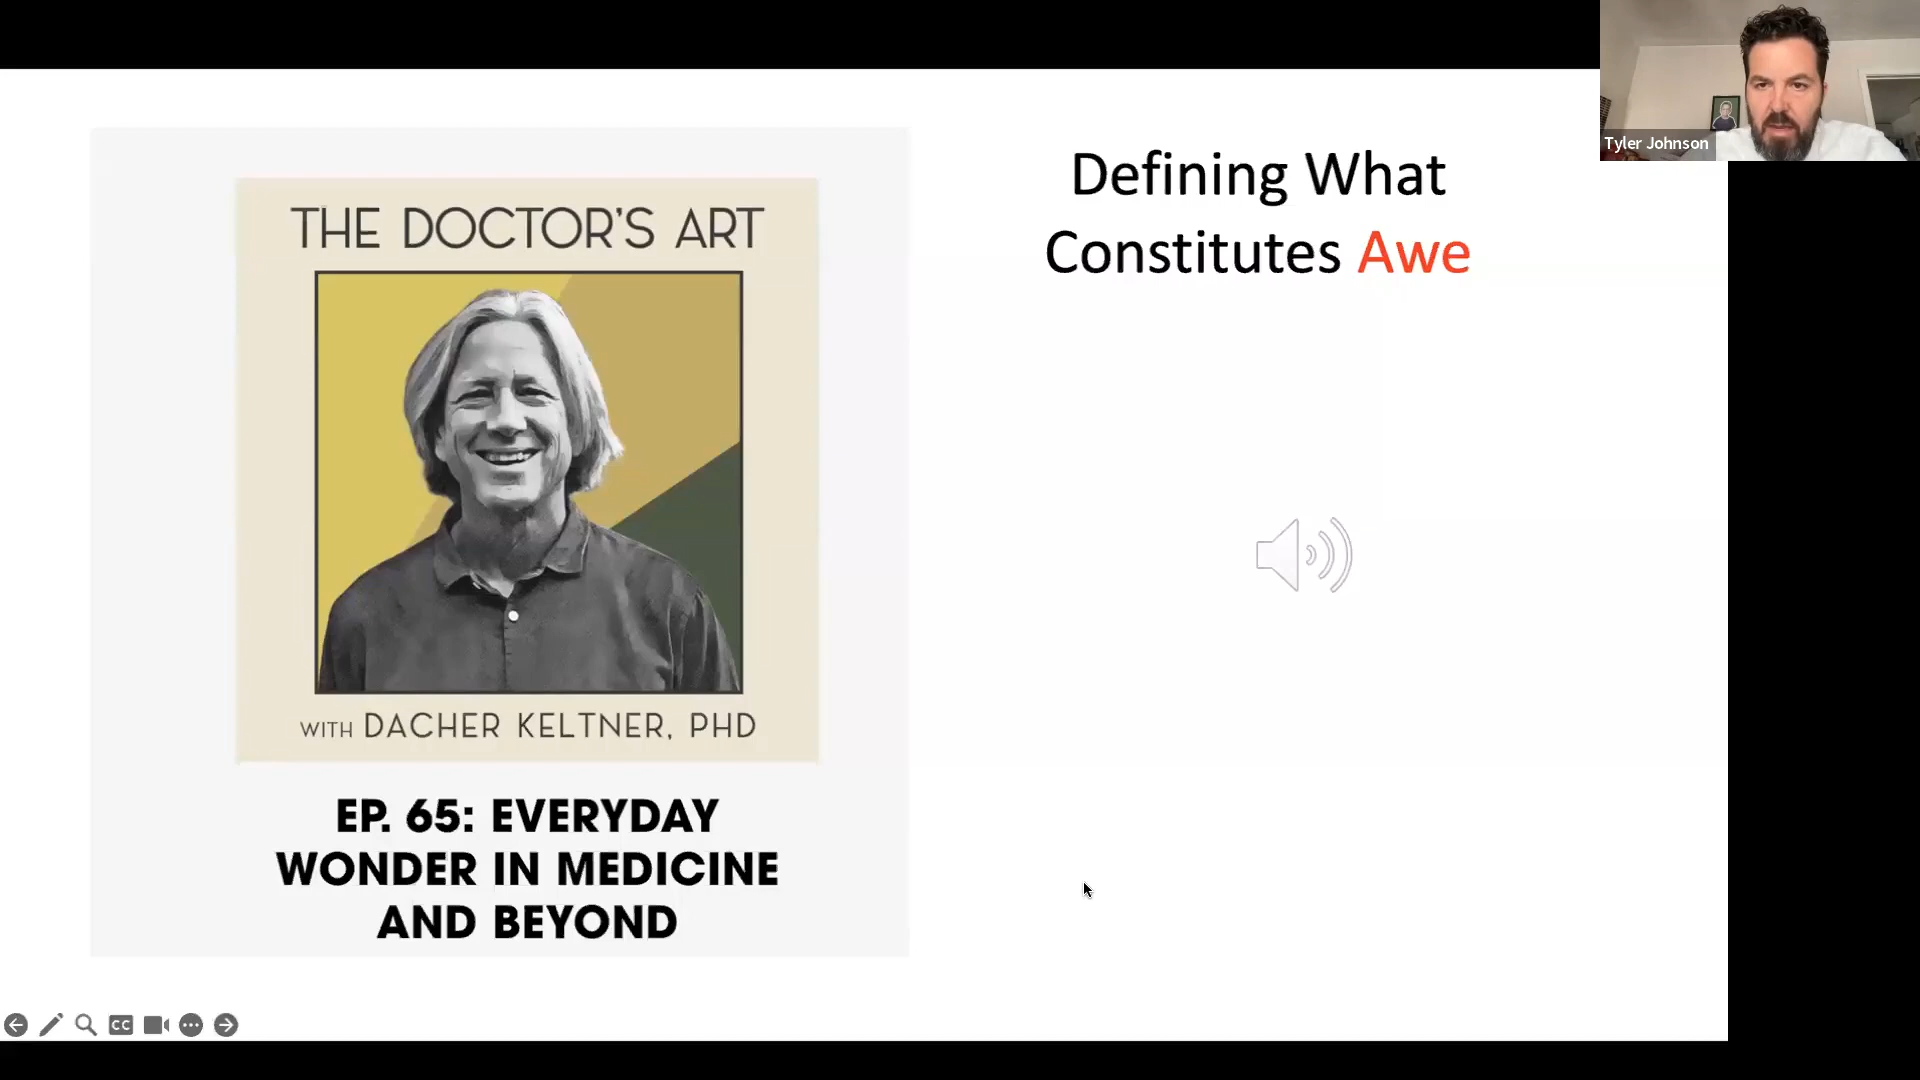 Tyler Johnson
THE DOCTOR'S ART
WITH DACHER KELTNER, PHD
EP. 65: EVERYDAY
WONDER IN MEDICINE
AND BEYOND
Defining What
Constitutes Awe
CC